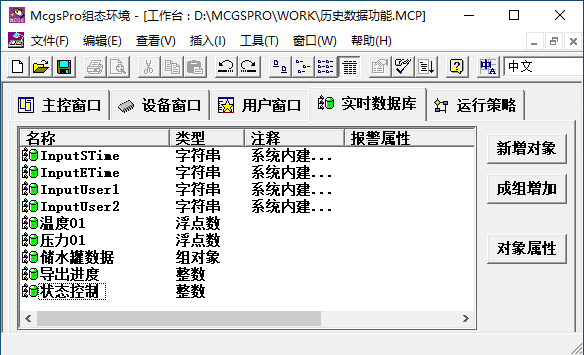 McgsPro组态环境 - [工作台 : D:\MCGSPRO\WORK\历史数据功能.MCP]
文件(F) 编辑(E) 查看(V) 插入(I) 工具(T) 窗口(W) 帮助(H)
中文
主控窗口 设备窗口 用户窗口 实时数据库 运行策略
名称 类型 注释 报警属性
InputSTime 字符串 系统内建...
InputETime 字符串 系统内建...
InputUser1 字符串 系统内建...
InputUser2 字符串 系统内建...
温度01 浮点数
压力01 浮点数
储水罐数据 组对象
导出进度 整数
状态控制 整数
新增对象
成组增加
对象属性